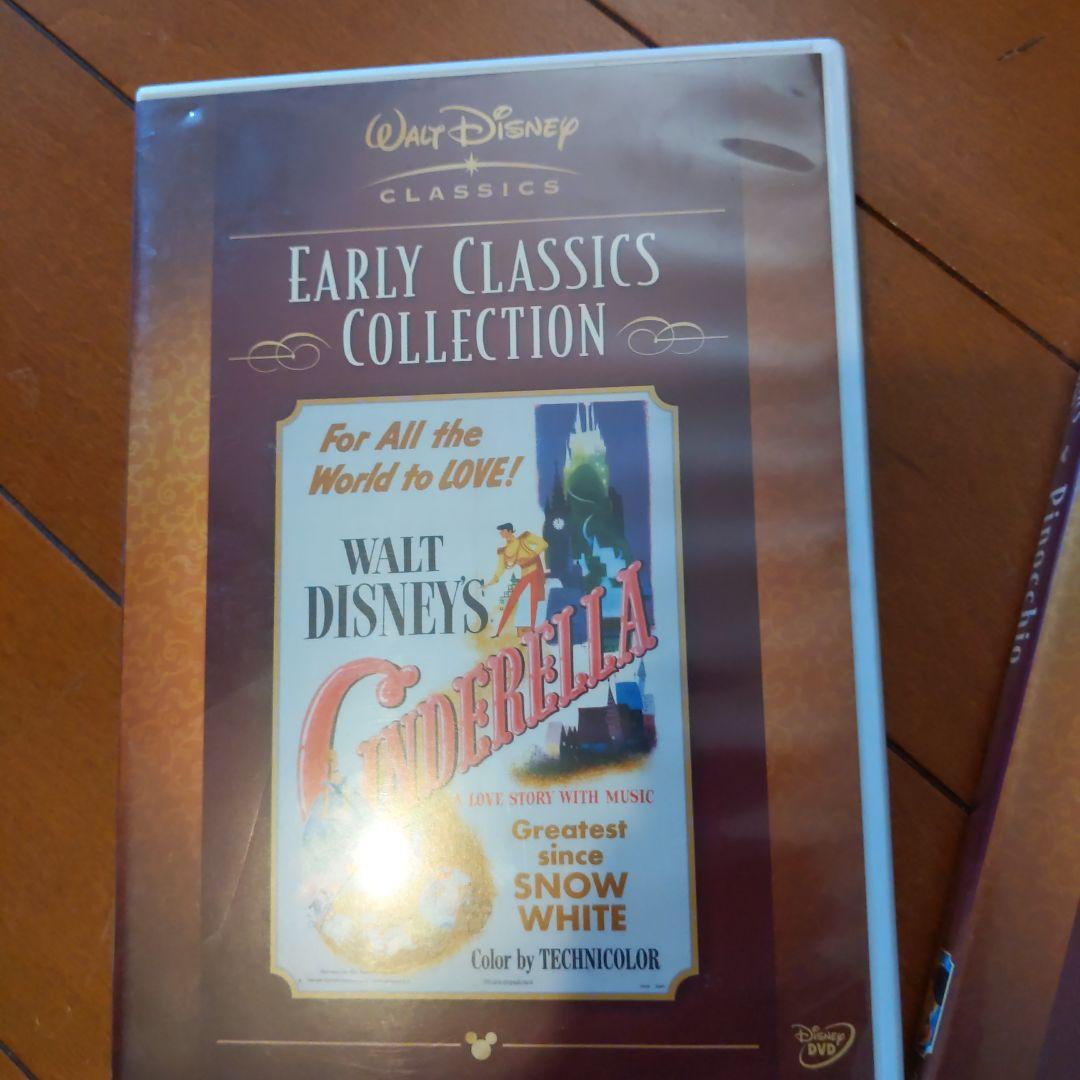 WALT DISNEY
CLASSICS
EARLY CLASSICS
COLLECTION
For All the
World to LOVE!
WALT
DISNEY'S
CINDERELLA
A LOVE STORY WITH MUSIC
Greatest
since
SNOW
WHITE
Color by TECHNICOLOR
DISNEY
DVD
Pinocchio